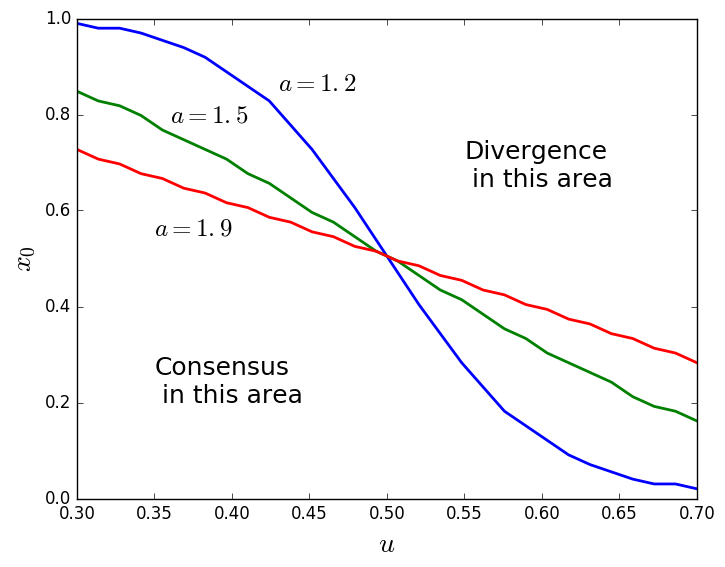 1.0
0.8
0.6
0.4
0.2
0.0
x₀
a = 1.2
a = 1.5
a = 1.9
Divergence
in this area
Consensus
in this area
0.30 0.35 0.40 0.45 0.50 0.55 0.60 0.65 0.70
u